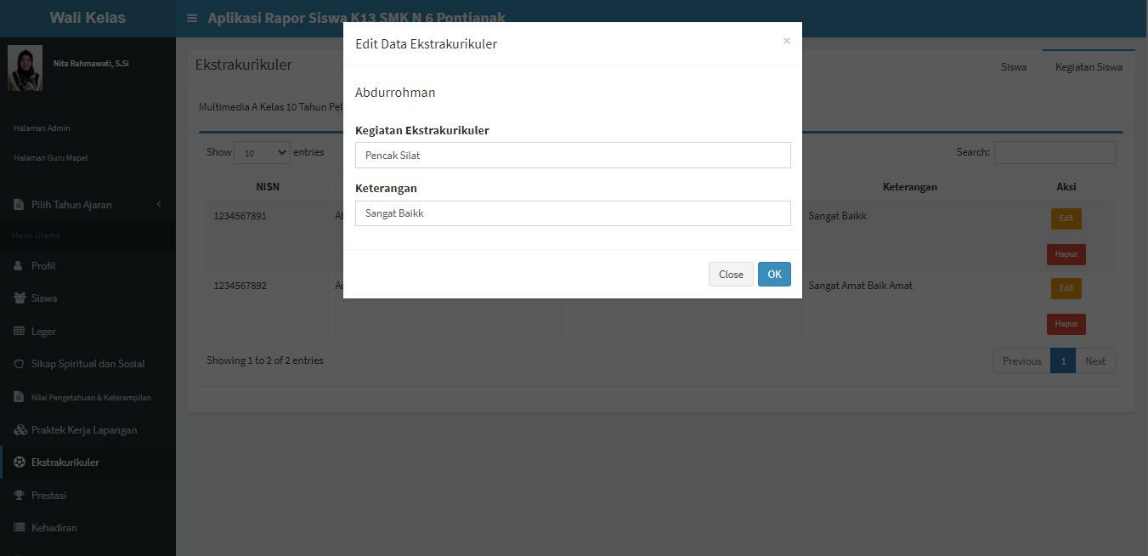 Wali Kelas
≡ Aplikasi Rapor Siswa K13 SMK N 6 Pontianak
Nita Rahmawati, S.Si
Halaman Admin
Halaman Guru Mapel
Pilih Tahun Ajaran
Menu Utama
Profil
Siswa
Leger
Sikap Spiritual dan Sosial
Nilai Pengetahuan & Keterampilan
Praktek Kerja Lapangan
Ekstrakurikuler
Prestasi
Kehadiran
Ekstrakurikuler
Siswa Kegiatan Siswa
Multimedia A Kelas 10 Tahun Pel
Show 10 entries
Search:
NISN Keterangan Aksi
1234567891 Sangat Baikk Edit
Hapus
1234567892 Sangat Amat Baik Amat Edit
Hapus
Showing 1 to 2 of 2 entries
Previous 1 Next
Edit Data Ekstrakurikuler ×
Abdurrohman
Kegiatan Ekstrakurikuler
Pencak Silat
Keterangan
Sangat Baikk
Close OK